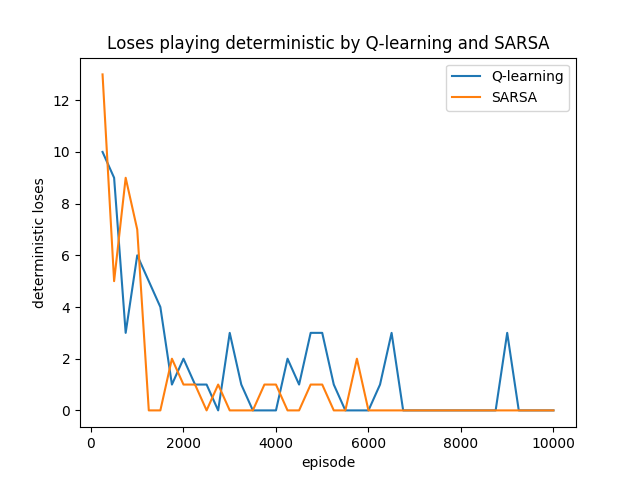 Loses playing deterministic by Q-learning and SARSA
Q-learning
SARSA
deterministic loses
12
10
8
6
4
2
0
0 2000 4000 6000 8000 10000
episode